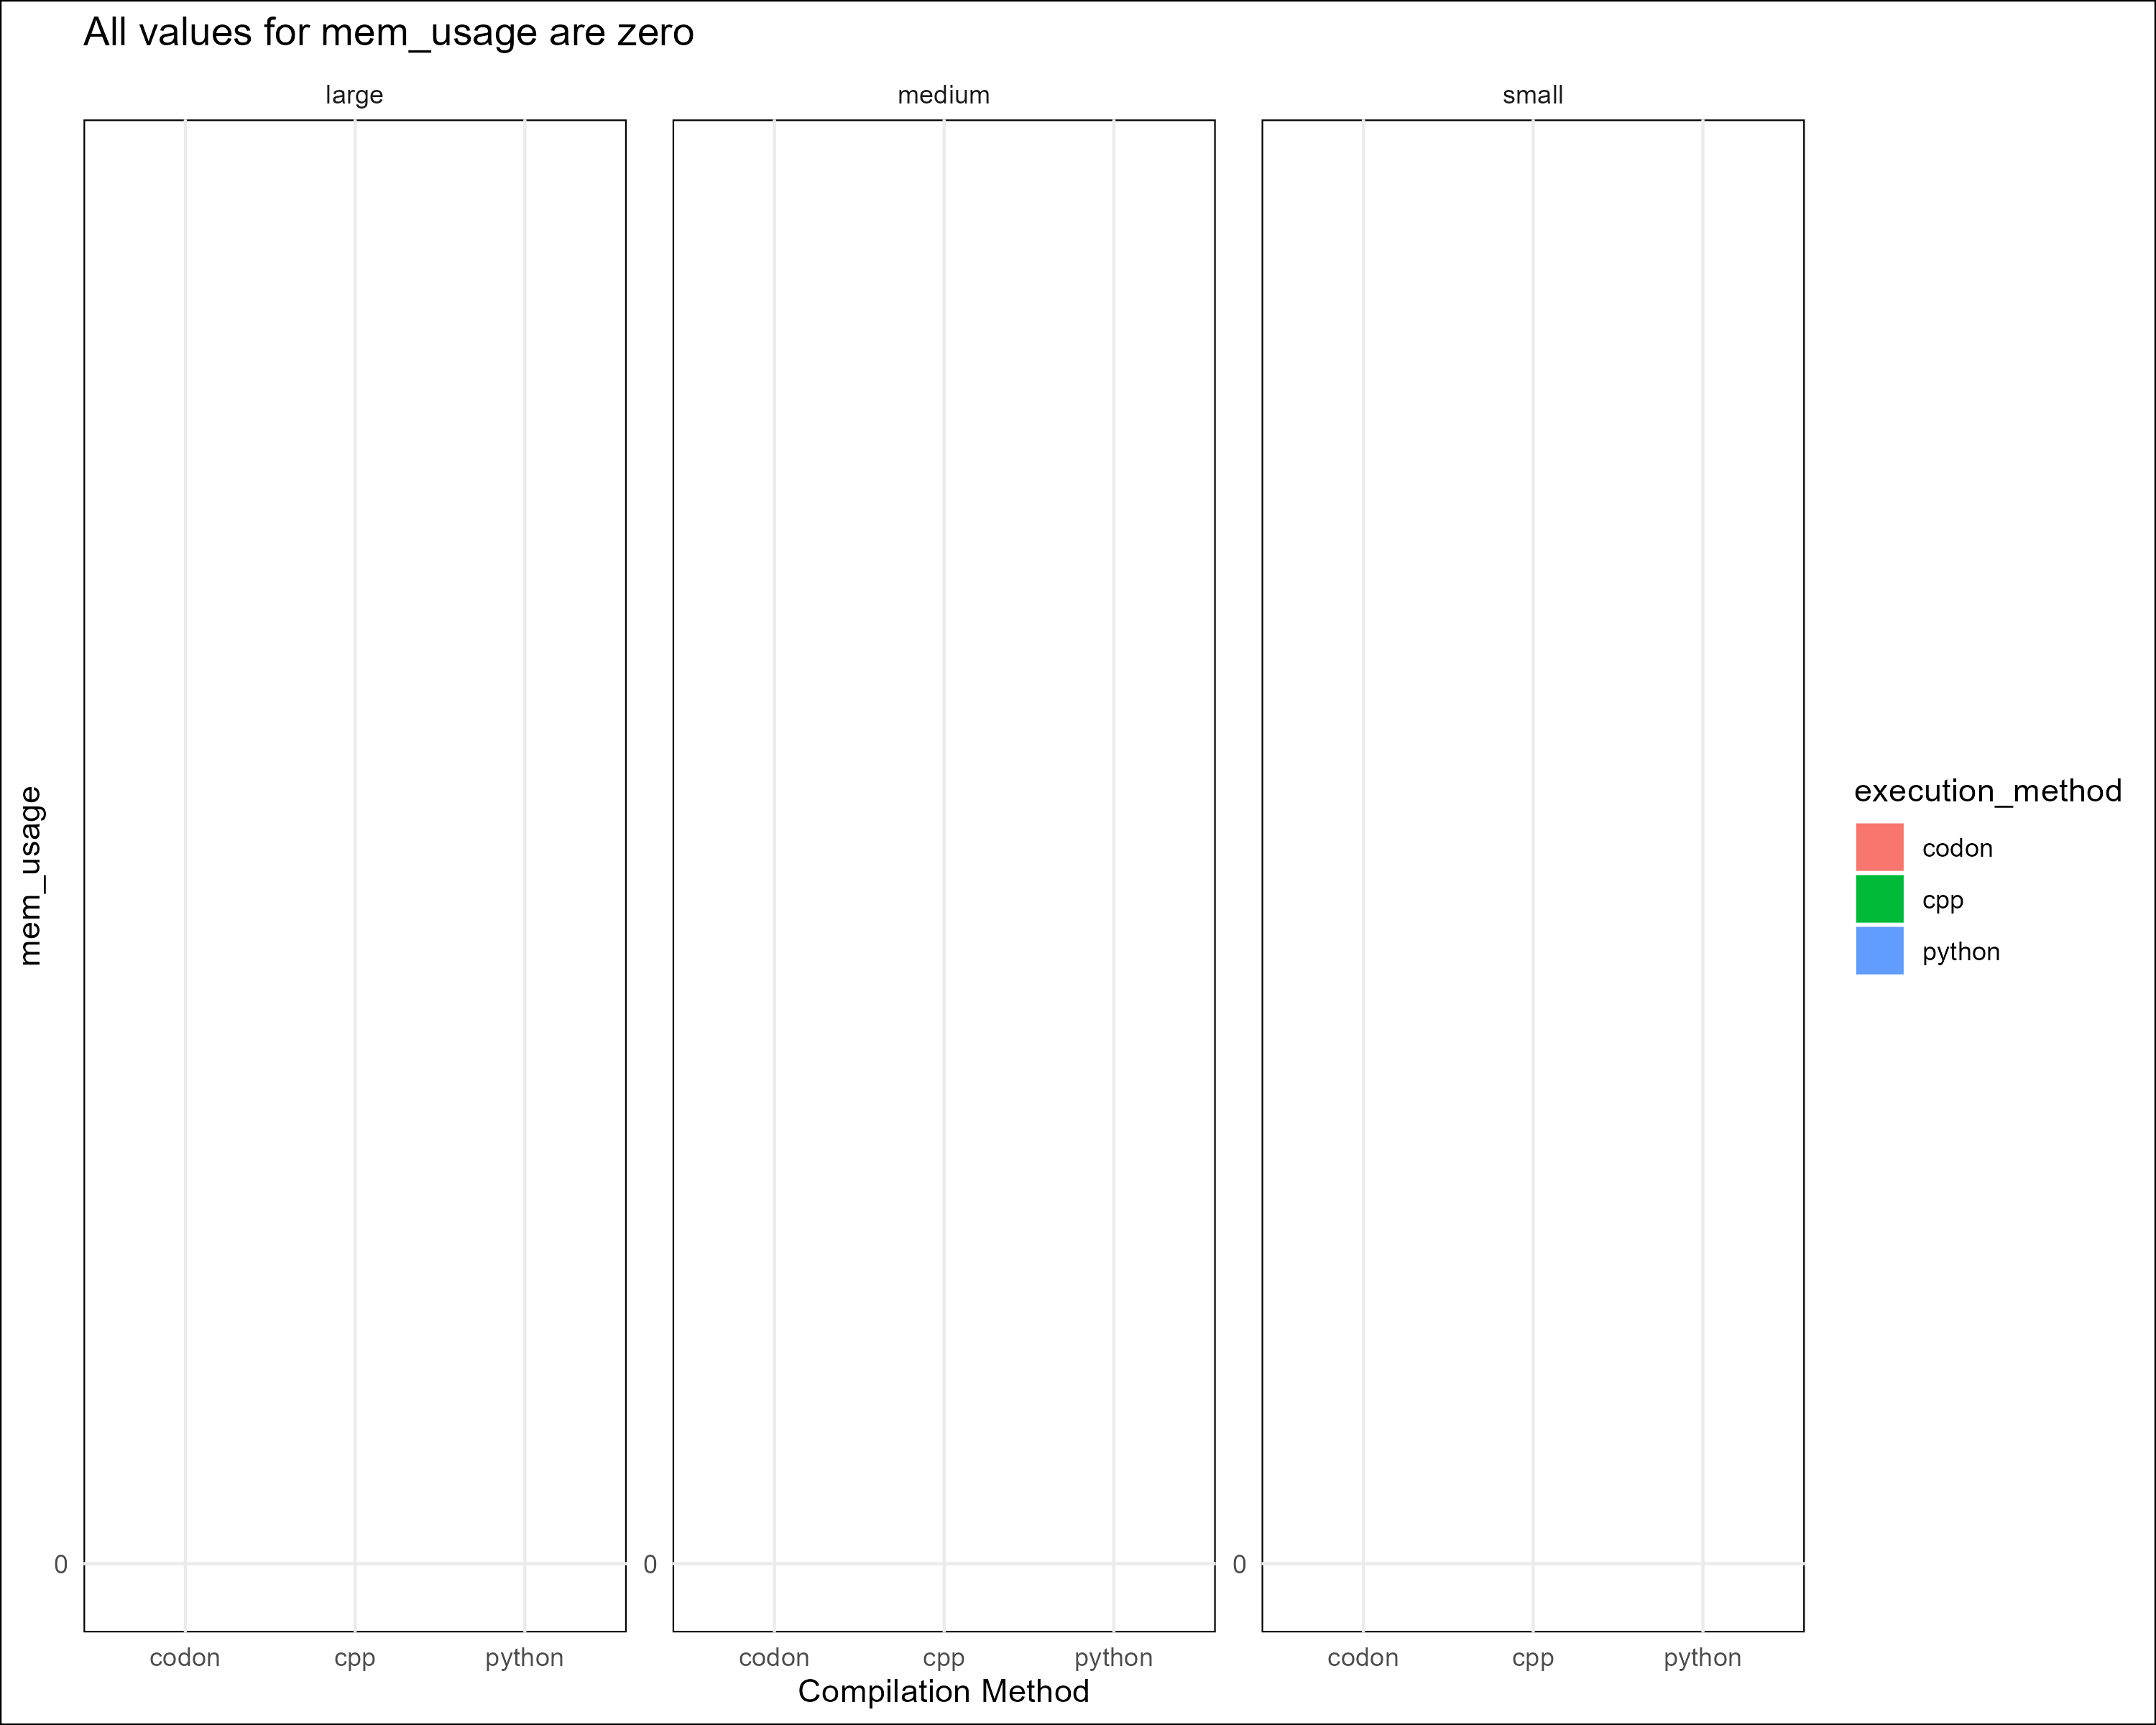 All values for mem_usage are zero
large medium small
mem_usage
0 0 0
codon cpp python codon cpp python codon cpp python
Compilation Method
execution_method
codon
cpp
python